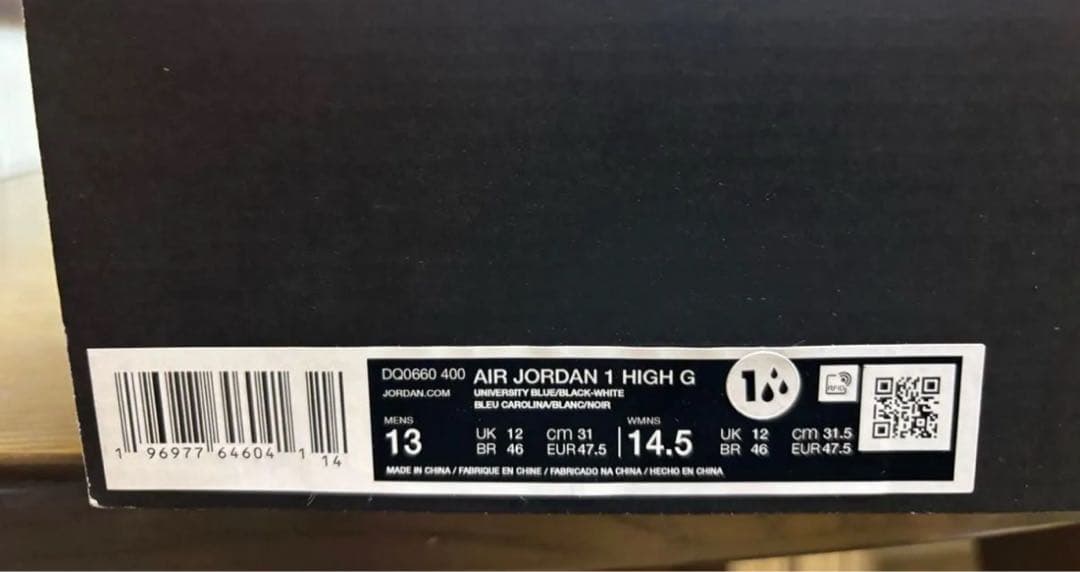 DQ0660 400 AIR JORDAN 1 HIGH G
JORDAN.COM UNIVERSITY BLUE/BLACK-WHITE
BLEU CAROLINA/BLANC/NOIR
MENS WMNS
13 UK 12 cm 31 14.5 UK 12 cm 31.5
BR 46 EUR 47.5 BR 46 EUR 47.5
MADE IN CHINA / FABRIQUE EN CHINE / FABRICADO NA CHINA / HECHO EN CHINA
1
RFID
1 96977 64604 1 14